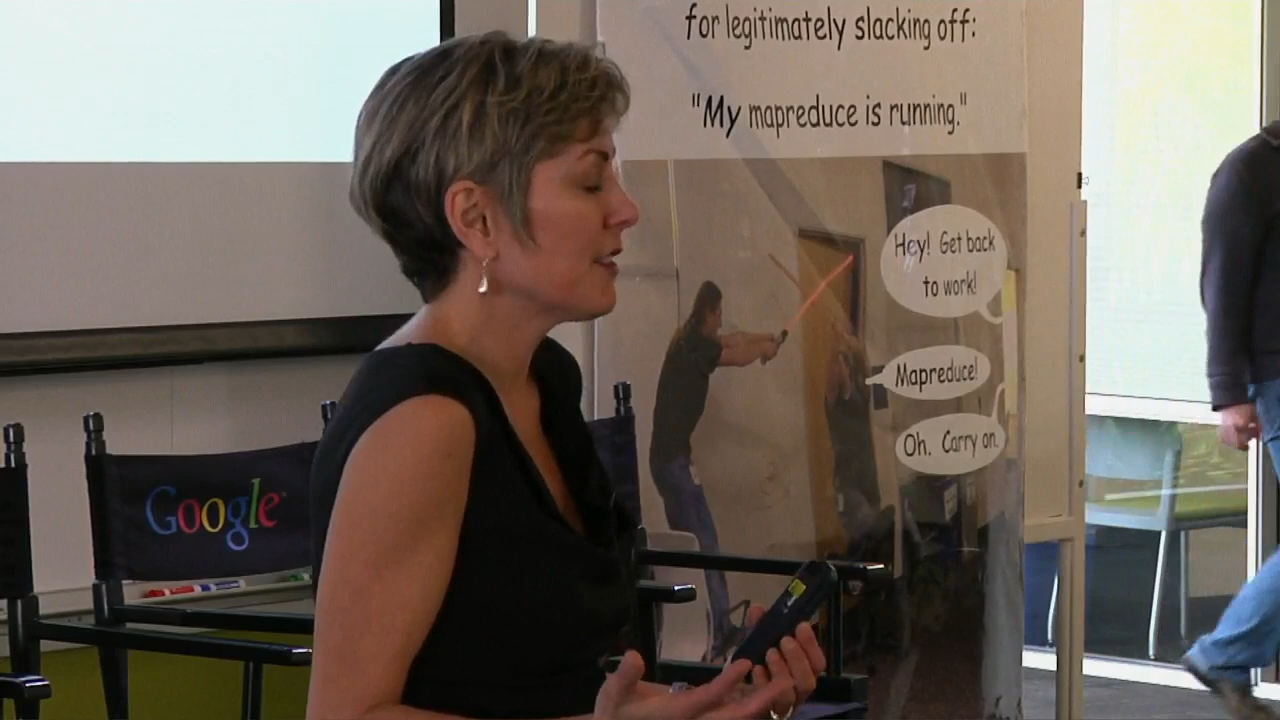 for legitimately slacking off:
"My mapreduce is running."
Hey! Get back
to work!
Mapreduce!
Oh. Carry on.
Google